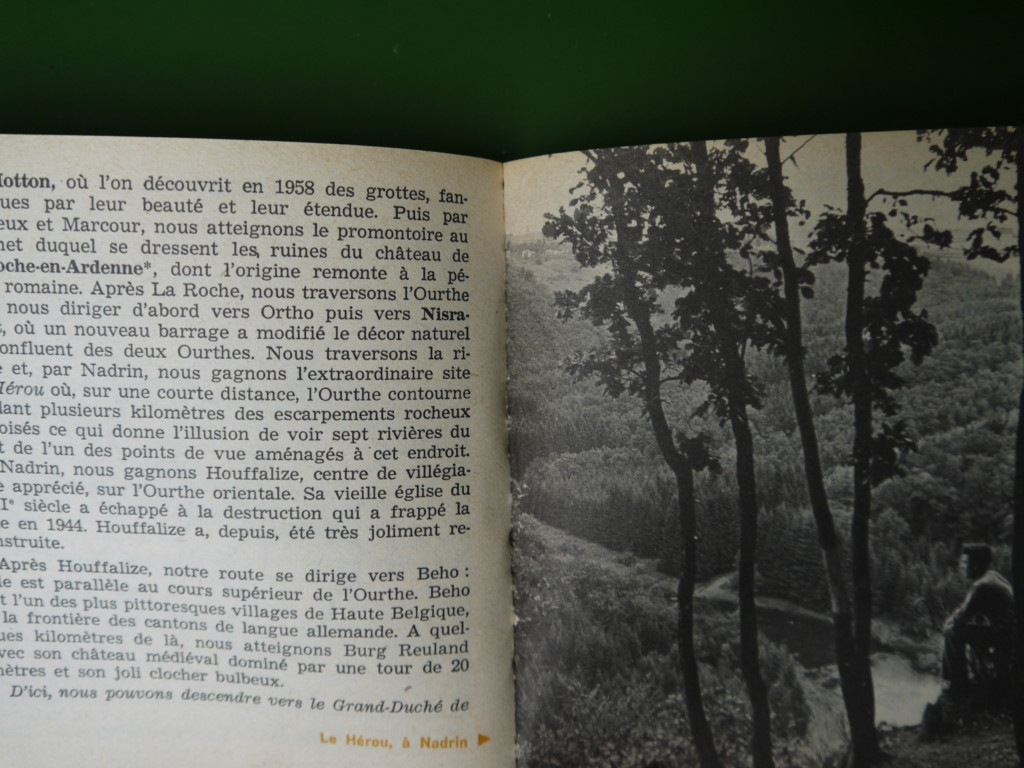 otton, où l'on découvrit en 1958 des grottes, fan-
ues par leur beauté et leur étendue. Puis par
eux et Marcour, nous atteignons le promontoire au
met duquel se dressent les, ruines du château de
oche-en-Ardenne*, dont l'origine remonte à la pé-
romaine. Après La Roche, nous traversons l'Ourthe
nous diriger d'abord vers Ortho puis vers Nisra-
, où un nouveau barrage a modifié le décor naturel
onfluent des deux Ourthes. Nous traversons la ri-
e et, par Nadrin, nous gagnons l'extraordinaire site
Hérou où, sur une courte distance, l'Ourthe contourne
dant plusieurs kilomètres des escarpements rocheux
oisés ce qui donne l'illusion de voir sept rivières du
t de l'un des points de vue aménagés à cet endroit.
Nadrin, nous gagnons Houffalize, centre de villégia-
e apprécié, sur l'Ourthe orientale. Sa vieille église du
I° siècle a échappé à la destruction qui a frappé la
e en 1944. Houffalize a, depuis, été très joliment re-
nstruite.
Après Houffalize, notre route se dirige vers Beho :
le est parallèle au cours supérieur de l'Ourthe. Beho
t l'un des plus pittoresques villages de Haute Belgique,
la frontière des cantons de langue allemande. A quel-
ues kilomètres de là, nous atteignons Burg Reuland
vec son château médiéval dominé par une tour de 20
mètres et son joli clocher bulbeux.
D'ici, nous pouvons descendre vers le Grand-Duché de
Le Hérou, à Nadrin